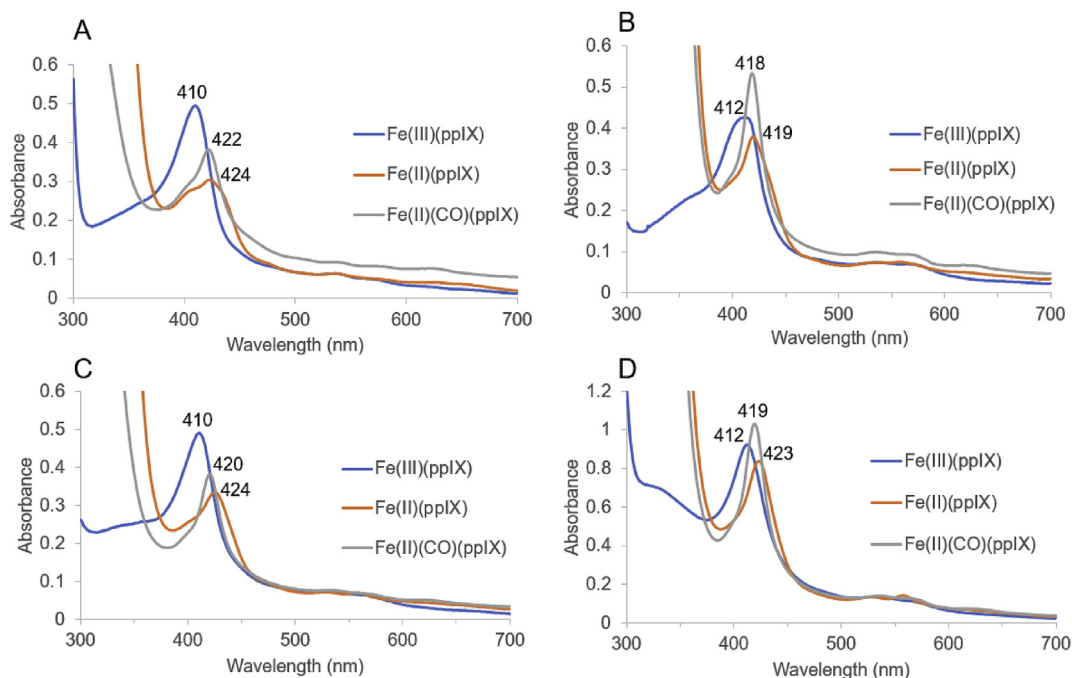 A
0.6
0.5
0.4
0.3
0.2
0.1
0
Absorbance
300 400 500 600 700
Wavelength (nm)
410
422
424
Fe(III)(ppIX)
Fe(II)(ppIX)
Fe(II)(CO)(ppIX)
B
0.6
0.5
0.4
0.3
0.2
0.1
0
Absorbance
300 400 500 600 700
Wavelength (nm)
418
412
419
Fe(III)(ppIX)
Fe(II)(ppIX)
Fe(II)(CO)(ppIX)
C
0.6
0.5
0.4
0.3
0.2
0.1
0
Absorbance
300 400 500 600 700
Wavelength (nm)
410
420
424
Fe(III)(ppIX)
Fe(II)(ppIX)
Fe(II)(CO)(ppIX)
D
1.2
1
0.8
0.6
0.4
0.2
0
Absorbance
300 400 500 600 700
Wavelength (nm)
419
412
423
Fe(III)(ppIX)
Fe(II)(ppIX)
Fe(II)(CO)(ppIX)